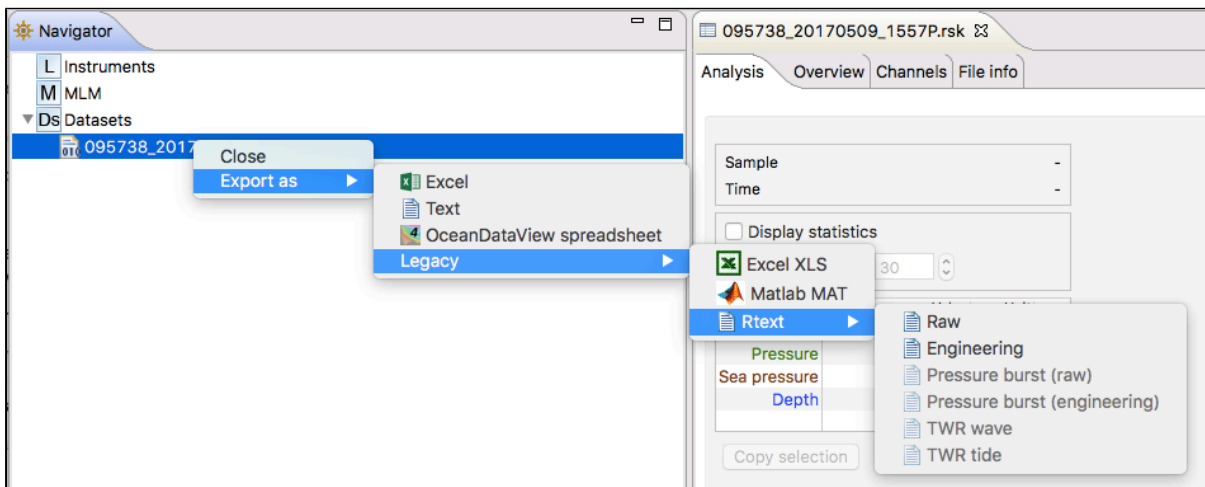 Navigator
L Instruments
M MLM
Ds Datasets
095738_2017
Close
Export as
Excel
Text
OceanDataView spreadsheet
Legacy
Excel XLS
Matlab MAT
Rtext
Raw
Engineering
Pressure burst (raw)
Pressure burst (engineering)
TWR wave
TWR tide
095738_20170509_1557P.rsk
Analysis Overview Channels File info
Sample -
Time -
Display statistics
30
Pressure
Sea pressure
Depth
Copy selection